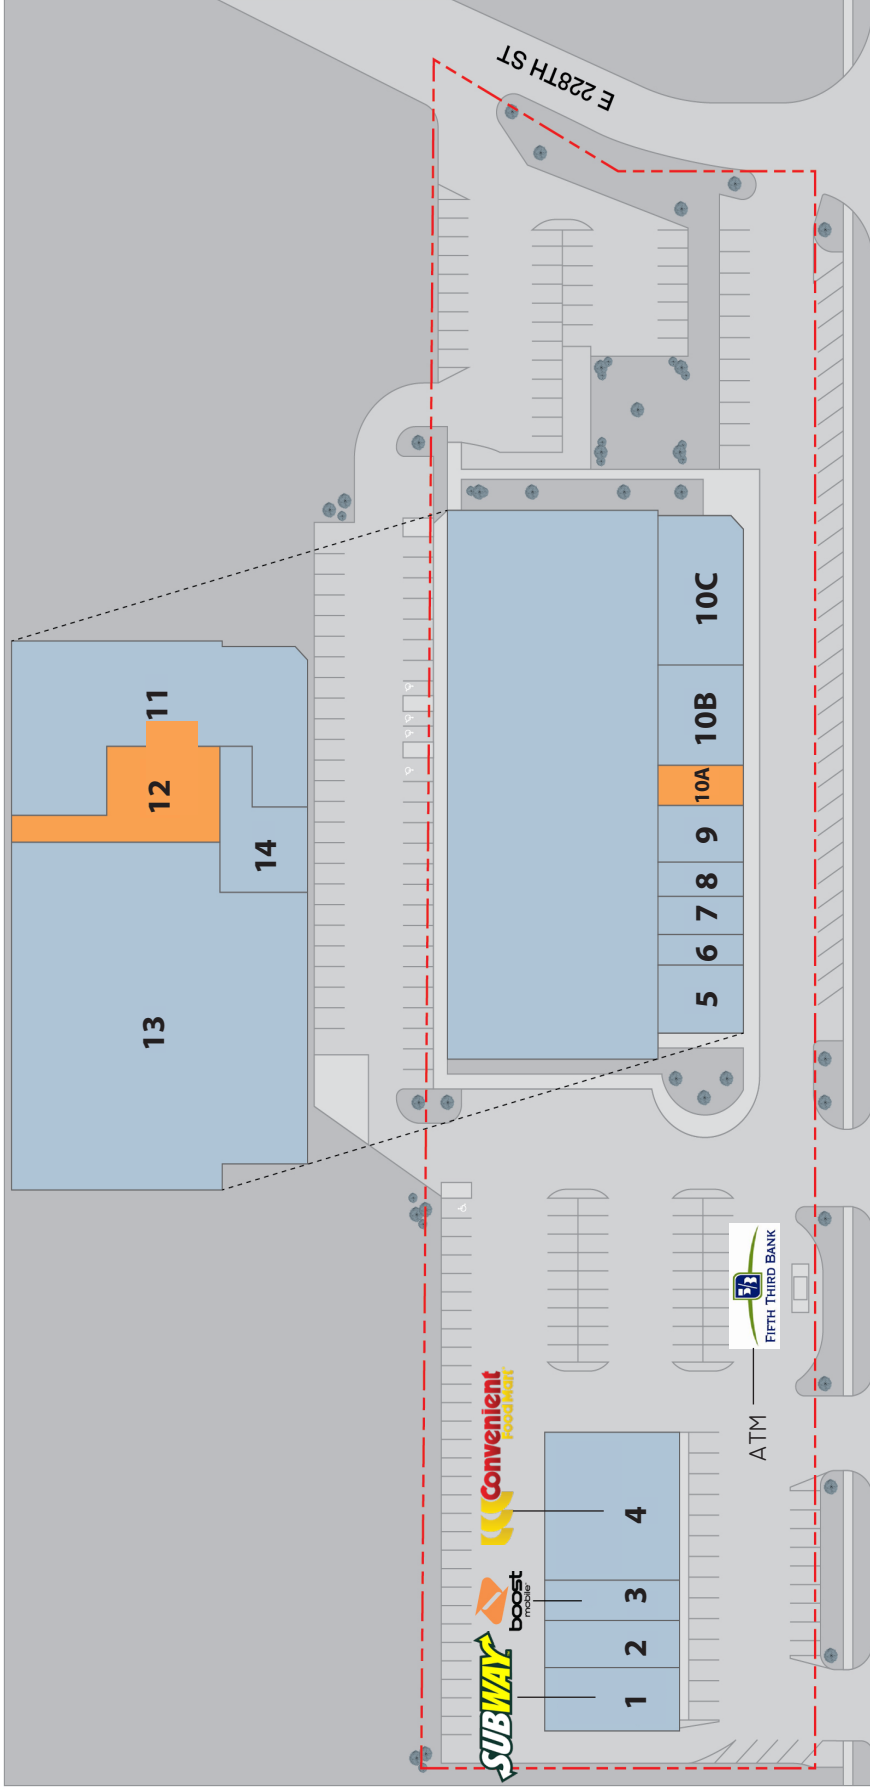 E 228TH ST
11
12
14
13
10C
10B
10A
9
8
7
6
5
FIFTH THIRD BANK
ATM
Convenient
Food Mart
boost
mobile
SUBWAY
4
3
2
1